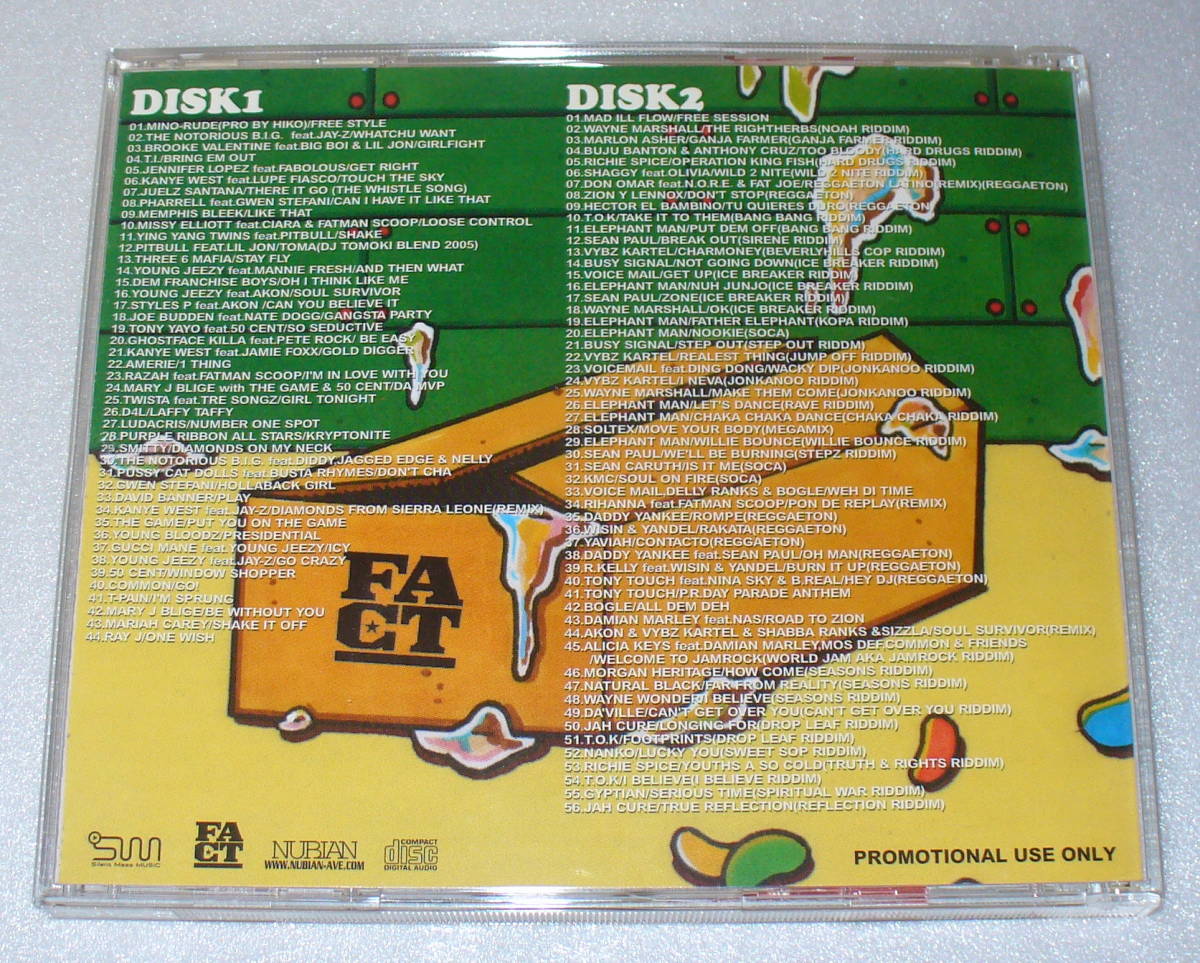 DISK1
01.MINO-RUDE(PRO BY HIKO)/FREE STYLE
02.THE NOTORIOUS B.I.G. feat.JAY-Z/WHATCHU WANT
03.BROOKE VALENTINE feat.BIG BOI & LIL JON/GIRLFIGHT
04.T.I./BRING EM OUT
05.JENNIFER LOPEZ feat.FABOLOUS/GET RIGHT
06.KANYE WEST feat.LUPE FIASCO/TOUCH THE SKY
07.JUELZ SANTANA/THERE IT GO (THE WHISTLE SONG)
08.PHARRELL feat.GWEN STEFANI/CAN I HAVE IT LIKE THAT
09.MEMPHIS BLEEK/LIKE THAT
10.MISSY ELLIOTT feat.CIARA & FATMAN SCOOP/LOOSE CONTROL
11.YING YANG TWINS feat.PITBULL/SHAKE
12.PITBULL FEAT.LIL JON/TOMA(DJ TOMOKI BLEND 2005)
13.THREE 6 MAFIA/STAY FLY
14.YOUNG JEEZY feat.MANNIE FRESH/AND THEN WHAT
15.DEM FRANCHISE BOYS/OH I THINK LIKE ME
16.YOUNG JEEZY feat.AKON/SOUL SURVIVOR
17.STYLES P feat.AKON /CAN YOU BELIEVE IT
18.JOE BUDDEN feat.NATE DOGG/GANGSTA PARTY
19.TONY YAYO feat.50 CENT/SO SEDUCTIVE
20.GHOSTFACE KILLA feat.PETE ROCK/ BE EASY
21.KANYE WEST feat.JAMIE FOXX/GOLD DIGGER
22.AMERIE/1 THING
23.RAZAH feat.FATMAN SCOOP/I'M IN LOVE WITH YOU
24.MARY J BLIGE with THE GAME & 50 CENT/DA MVP
25.TWISTA feat.TRE SONGZ/GIRL TONIGHT
26.D4L/LAFFY TAFFY
27.LUDACRIS/NUMBER ONE SPOT
28.PURPLE RIBBON ALL STARS/KRYPTONITE
29.SMITTY/DIAMONDS ON MY NECK
30.THE NOTORIOUS B.I.G. feat.DIDDY,JAGGED EDGE & NELLY
31.PUSSY CAT DOLLS feat.BUSTA RHYMES/DON'T CHA
32.GWEN STEFANI/HOLLABACK GIRL
33.DAVID BANNER/PLAY
34.KANYE WEST feat.JAY-Z/DIAMONDS FROM SIERRA LEONE(REMIX)
35.THE GAME/PUT YOU ON THE GAME
36.YOUNG BLOODZ/PRESIDENTIAL
37.GUCCI MANE feat.YOUNG JEEZY/ICY
38.YOUNG JEEZY feat.JAY-Z/GO CRAZY
39.50 CENT/WINDOW SHOPPER
40.COMMON/GO!
41.T-PAIN/I'M SPRUNG
42.MARY J BLIGE/BE WITHOUT YOU
43.MARIAH CAREY/SHAKE IT OFF
44.RAY J/ONE WISH
DISK2
01.MAD ILL FLOW/FREE SESSION
02.WAYNE MARSHALL/THE RIGHTHERBS(NOAH RIDDIM)
03.MARLON ASHER/GANJA FARMER(GANJA FARMER RIDDIM)
04.BUJU BANTON & ANTHONY CRUZ/TOO BLOODY(HARD DRUGS RIDDIM)
05.RICHIE SPICE/OPERATION KING FISH(HARD DRUGS RIDDIM)
06.SHAGGY feat.OLIVIA/WILD 2 NITE(WILD 2 NITE RIDDIM)
07.DON OMAR feat.N.O.R.E. & FAT JOE/REGGAETON LATINO(REMIX)(REGGAETON)
08.ZION Y LENNOX/DON'T STOP(REGGAETON)
09.HECTOR EL BAMBINO/TU QUIERES DURO(REGGAETON)
10.T.O.K/TAKE IT TO THEM(BANG BANG RIDDIM)
11.ELEPHANT MAN/PUT DEM OFF(BANG BANG RIDDIM)
12.SEAN PAUL/BREAK OUT(SIRENE RIDDIM)
13.VYBZ KARTEL/CHARMONEY(BEVERLYHILLS COP RIDDIM)
14.BUSY SIGNAL/NOT GOING DOWN(ICE BREAKER RIDDIM)
15.VOICE MAIL/GET UP(ICE BREAKER RIDDIM)
16.ELEPHANT MAN/NUH JUNJO(ICE BREAKER RIDDIM)
17.SEAN PAUL/ZONE(ICE BREAKER RIDDIM)
18.WAYNE MARSHALL/OK(ICE BREAKER RIDDIM)
19.ELEPHANT MAN/FATHER ELEPHANT(KOPA RIDDIM)
20.ELEPHANT MAN/NOOKIE(SOCA)
21.BUSY SIGNAL/STEP OUT(STEP OUT RIDDM)
22.VYBZ KARTEL/REALEST THING(JUMP OFF RIDDIM)
23.VOICEMAIL feat.DING DONG/WACKY DIP(JONKANOO RIDDIM)
24.VYBZ KARTEL/I NEVA(JONKANOO RIDDIM)
25.WAYNE MARSHALL/MAKE THEM COME(JONKANOO RIDDIM)
26.ELEPHANT MAN/LET'S DANCE(RAVE RIDDIM)
27.ELEPHANT MAN/CHAKA CHAKA DANCE(CHAKA CHAKA RIDDIM)
28.SOLTEX/MOVE YOUR BODY(MEGAMIX)
29.ELEPHANT MAN/WILLIE BOUNCE(WILLIE BOUNCE RIDDIM)
30.SEAN PAUL/WE'LL BE BURNING(STEPZ RIDDIM)
31.SEAN CARUTH/IS IT ME(SOCA)
32.KMC/SOUL ON FIRE(SOCA)
33.VOICE MAIL,DELLY RANKS & BOGLE/WEH DI TIME
34.RIHANNA feat.FATMAN SCOOP/PON DE REPLAY(REMIX)
35.DADDY YANKEE/ROMPE(REGGAETON)
36.WISIN & YANDEL/RAKATA(REGGAETON)
37.YAVIAH/CONTACTO(REGGAETON)
38.DADDY YANKEE feat.SEAN PAUL/OH MAN(REGGAETON)
39.R.KELLY feat.WISIN & YANDEL/BURN IT UP(REGGAETON)
40.TONY TOUCH feat.NINA SKY & B.REAL/HEY DJ(REGGAETON)
41.TONY TOUCH/P.R.DAY PARADE ANTHEM
42.BOGLE/ALL DEM DEH
43.DAMIAN MARLEY feat.NAS/ROAD TO ZION
44.AKON & VYBZ KARTEL & SHABBA RANKS &SIZZLA/SOUL SURVIVOR(REMIX)
45.ALICIA KEYS feat.DAMIAN MARLEY,MOS DEF,COMMON & FRIENDS
/WELCOME TO JAMROCK(WORLD JAM AKA JAMROCK RIDDIM)
46.MORGAN HERITAGE/HOW COME(SEASONS RIDDIM)
47.NATURAL BLACK/FAR FROM REALITY(SEASONS RIDDIM)
48.WAYNE WONDER/I BELIEVE(SEASONS RIDDIM)
49.DA'VILLE/CAN'T GET OVER YOU(CAN'T GET OVER YOU RIDDIM)
50.JAH CURE/LONGING FOR(DROP LEAF RIDDIM)
51.T.O.K/FOOTPRINTS(DROP LEAF RIDDIM)
52.NANKO/LUCKY YOU(SWEET SOP RIDDIM)
53.RICHIE SPICE/YOUTHS A SO COLD(TRUTH & RIGHTS RIDDIM)
54.T.O.K/I BELIEVE(I BELIEVE RIDDIM)
55.GYPTIAN/SERIOUS TIME(SPIRITUAL WAR RIDDIM)
56.JAH CURE/TRUE REFLECTION(REFLECTION RIDDIM)
FA
CT
SMM
Silent Mass MUSIC
FA
CT
NUBIAN
WWW.NUBIAN-AVE.COM
COMPACT
disc
DIGITAL AUDIO
PROMOTIONAL USE ONLY